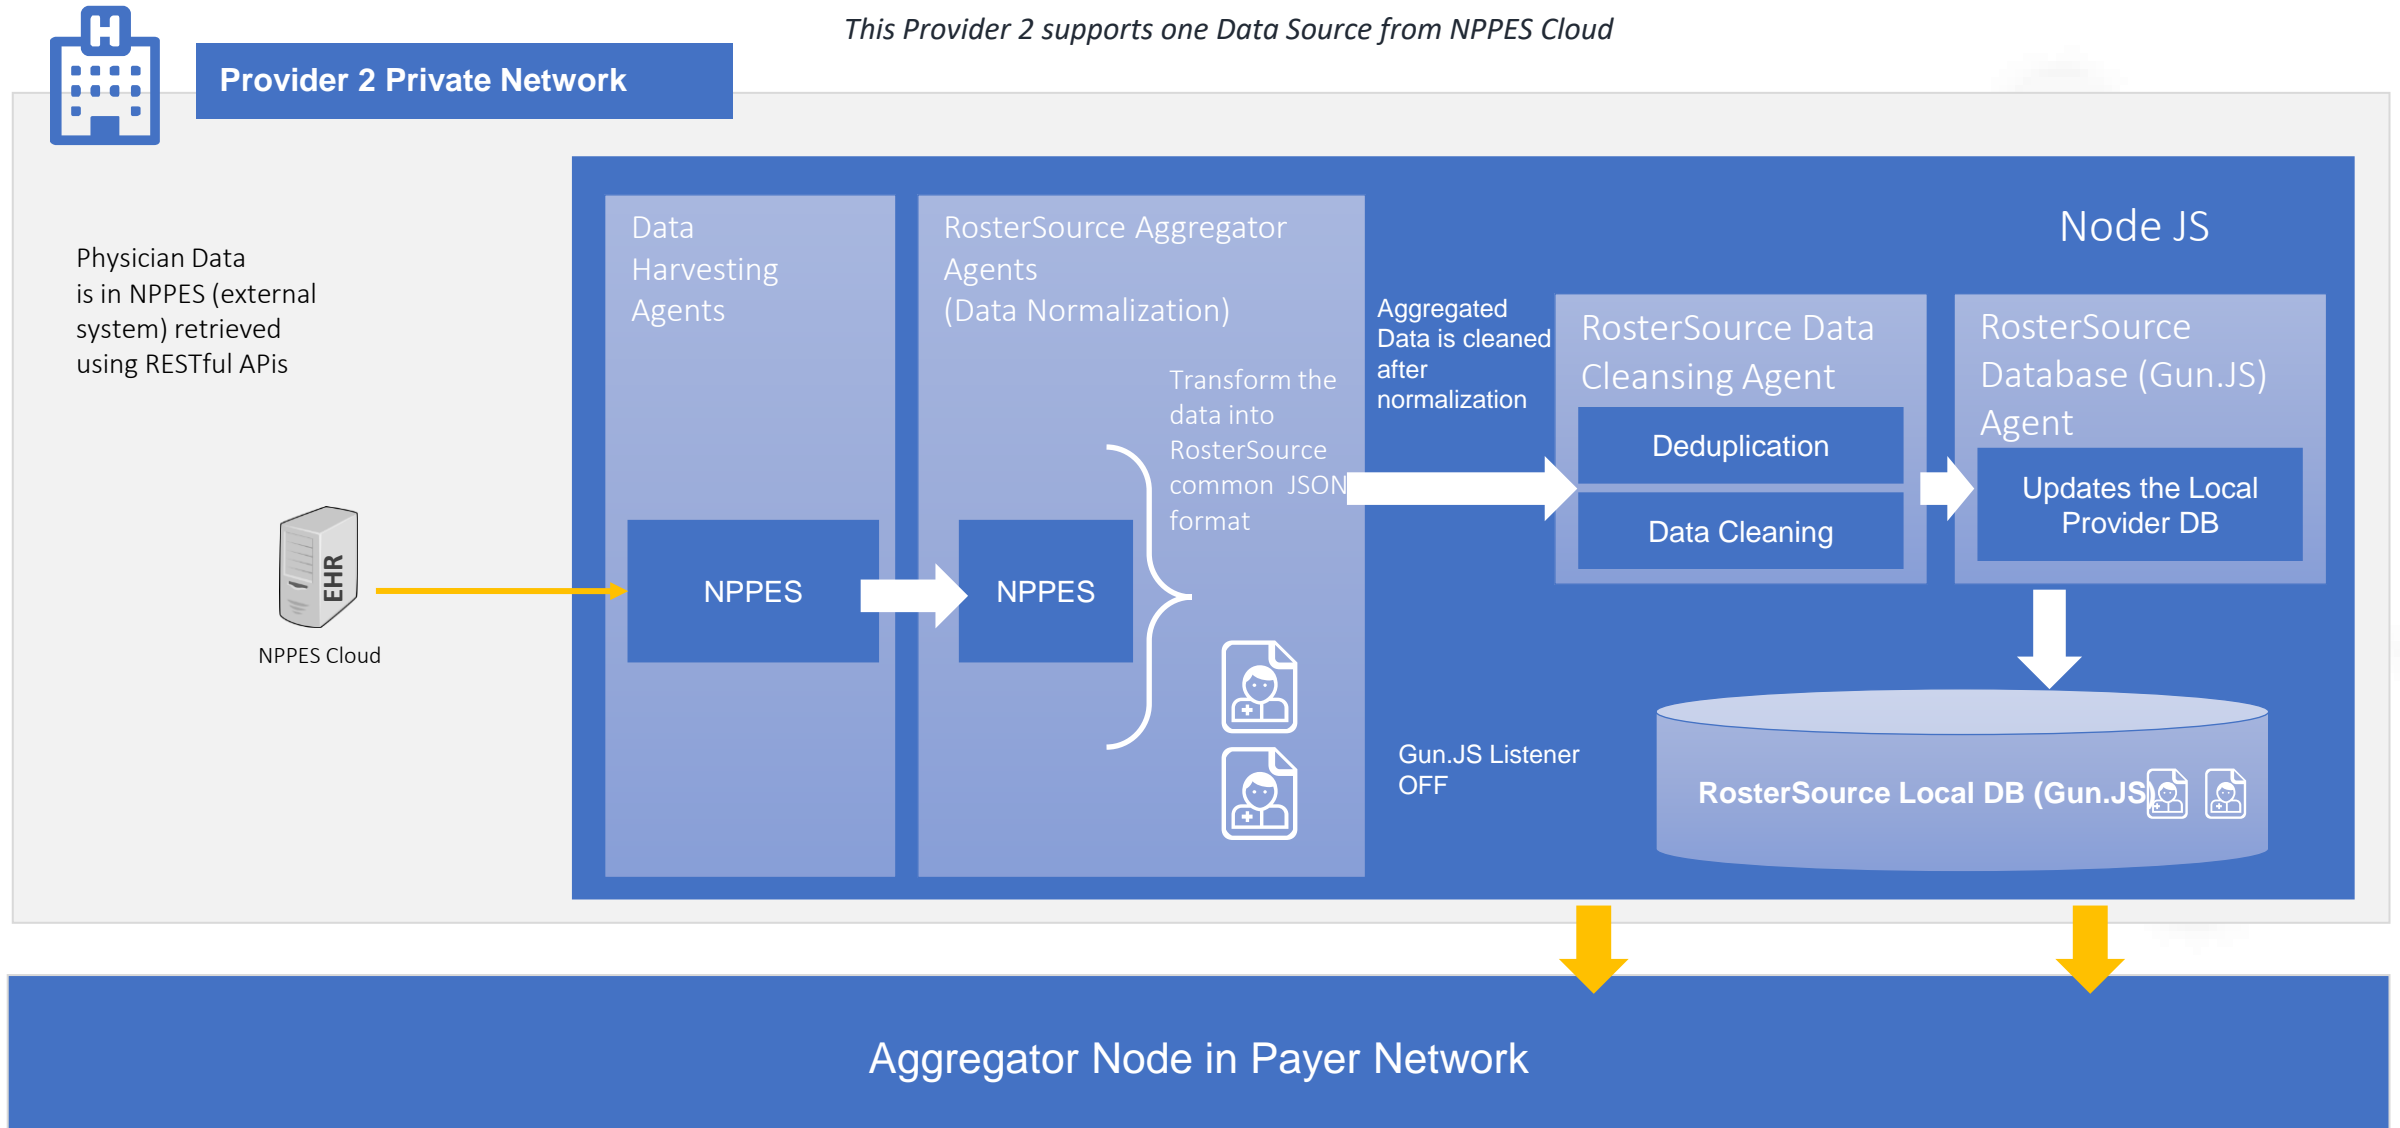 This Provider 2 supports one Data Source from NPPES Cloud
Provider 2 Private Network
Physician Data
is in NPPES (external
system) retrieved
using RESTful APis
EHR
NPPES Cloud
Data
Harvesting
Agents
NPPES
RosterSource Aggregator
Agents
(Data Normalization)
Transform the
data into
RosterSource
common JSON
format
NPPES
Aggregated
Data is cleaned
after
normalization
Node JS
RosterSource Data
Cleansing Agent
Deduplication
Data Cleaning
RosterSource
Database (Gun.JS)
Agent
Updates the Local
Provider DB
Gun.JS Listener
OFF
RosterSource Local DB (Gun.JS)
Aggregator Node in Payer Network